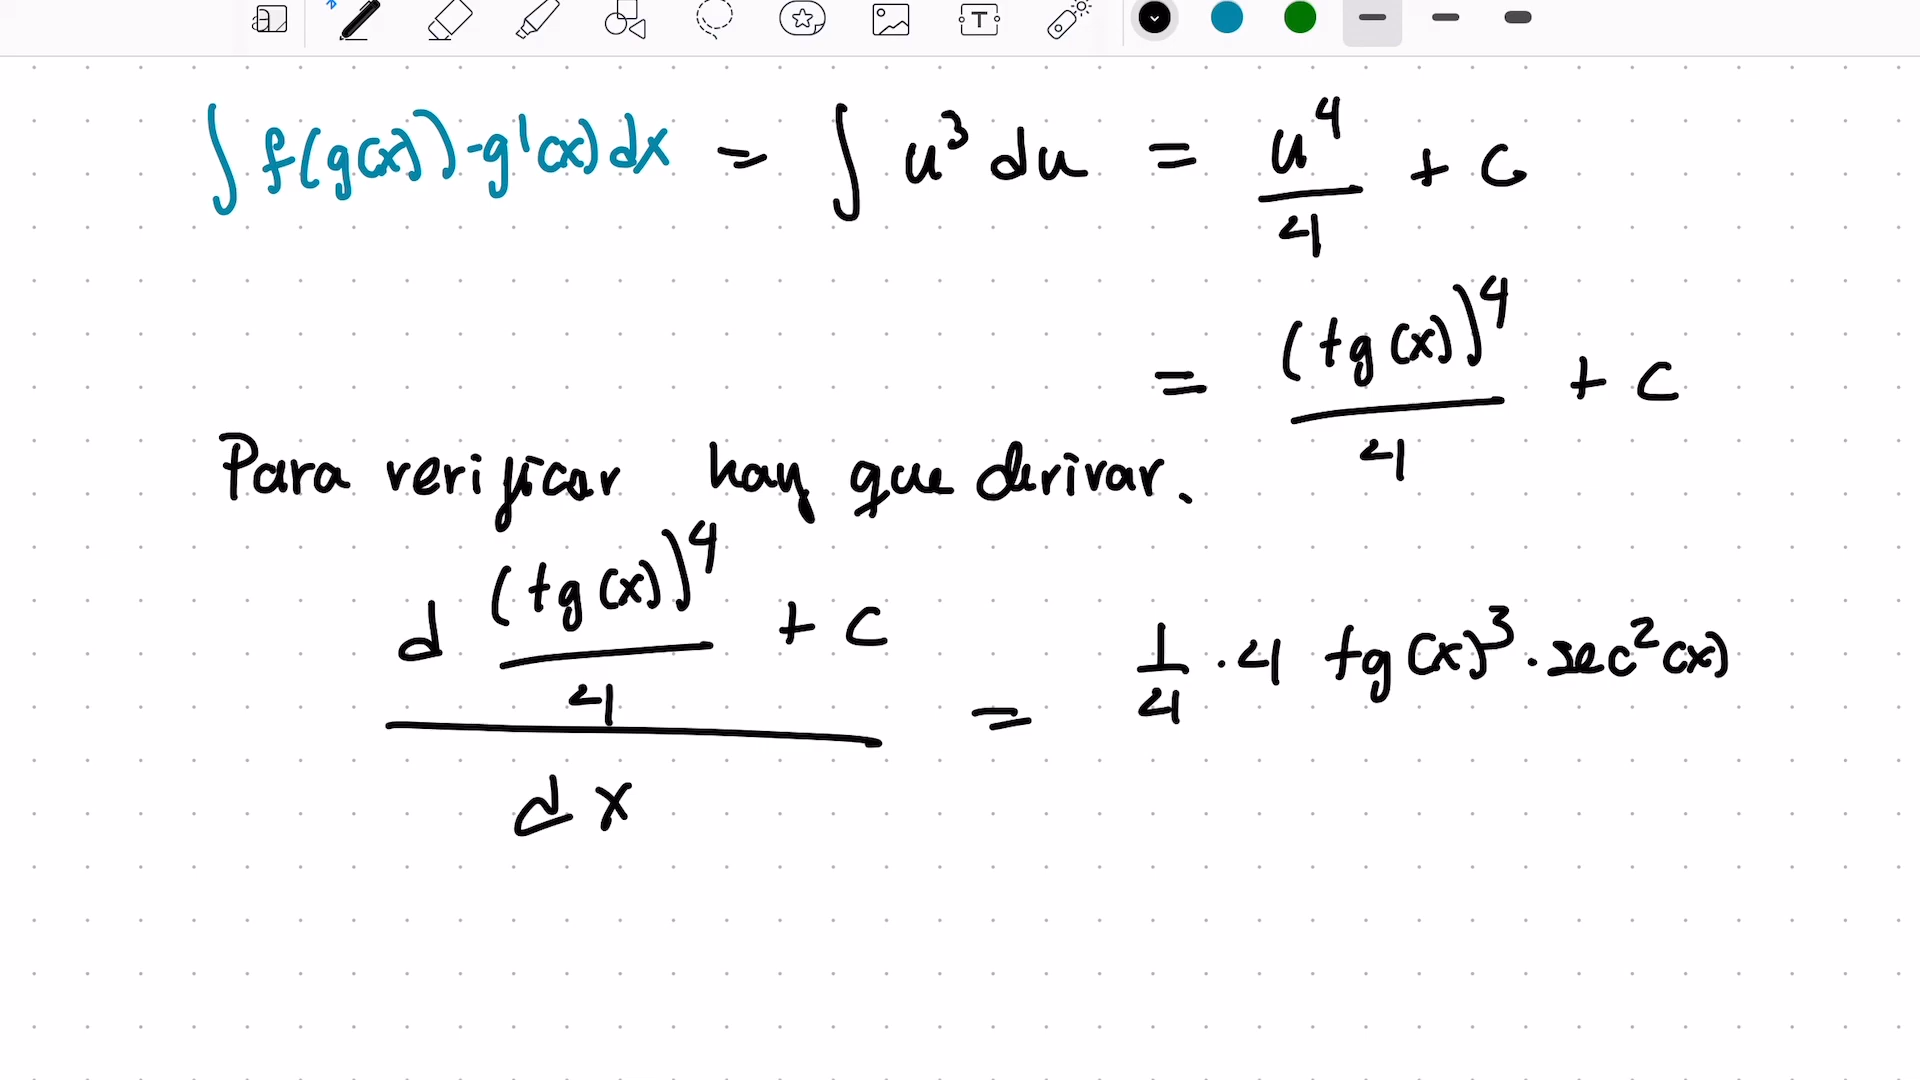 ∫ f(g(x))·g'(x)dx = ∫ u³ du = u⁴/4 + C
= (tg(x))⁴/4 + C
Para verificar hay que derivar.
d (tg(x))⁴/4 + C / dx = 1/4 · 4 tg(x)³ · sec²(x)